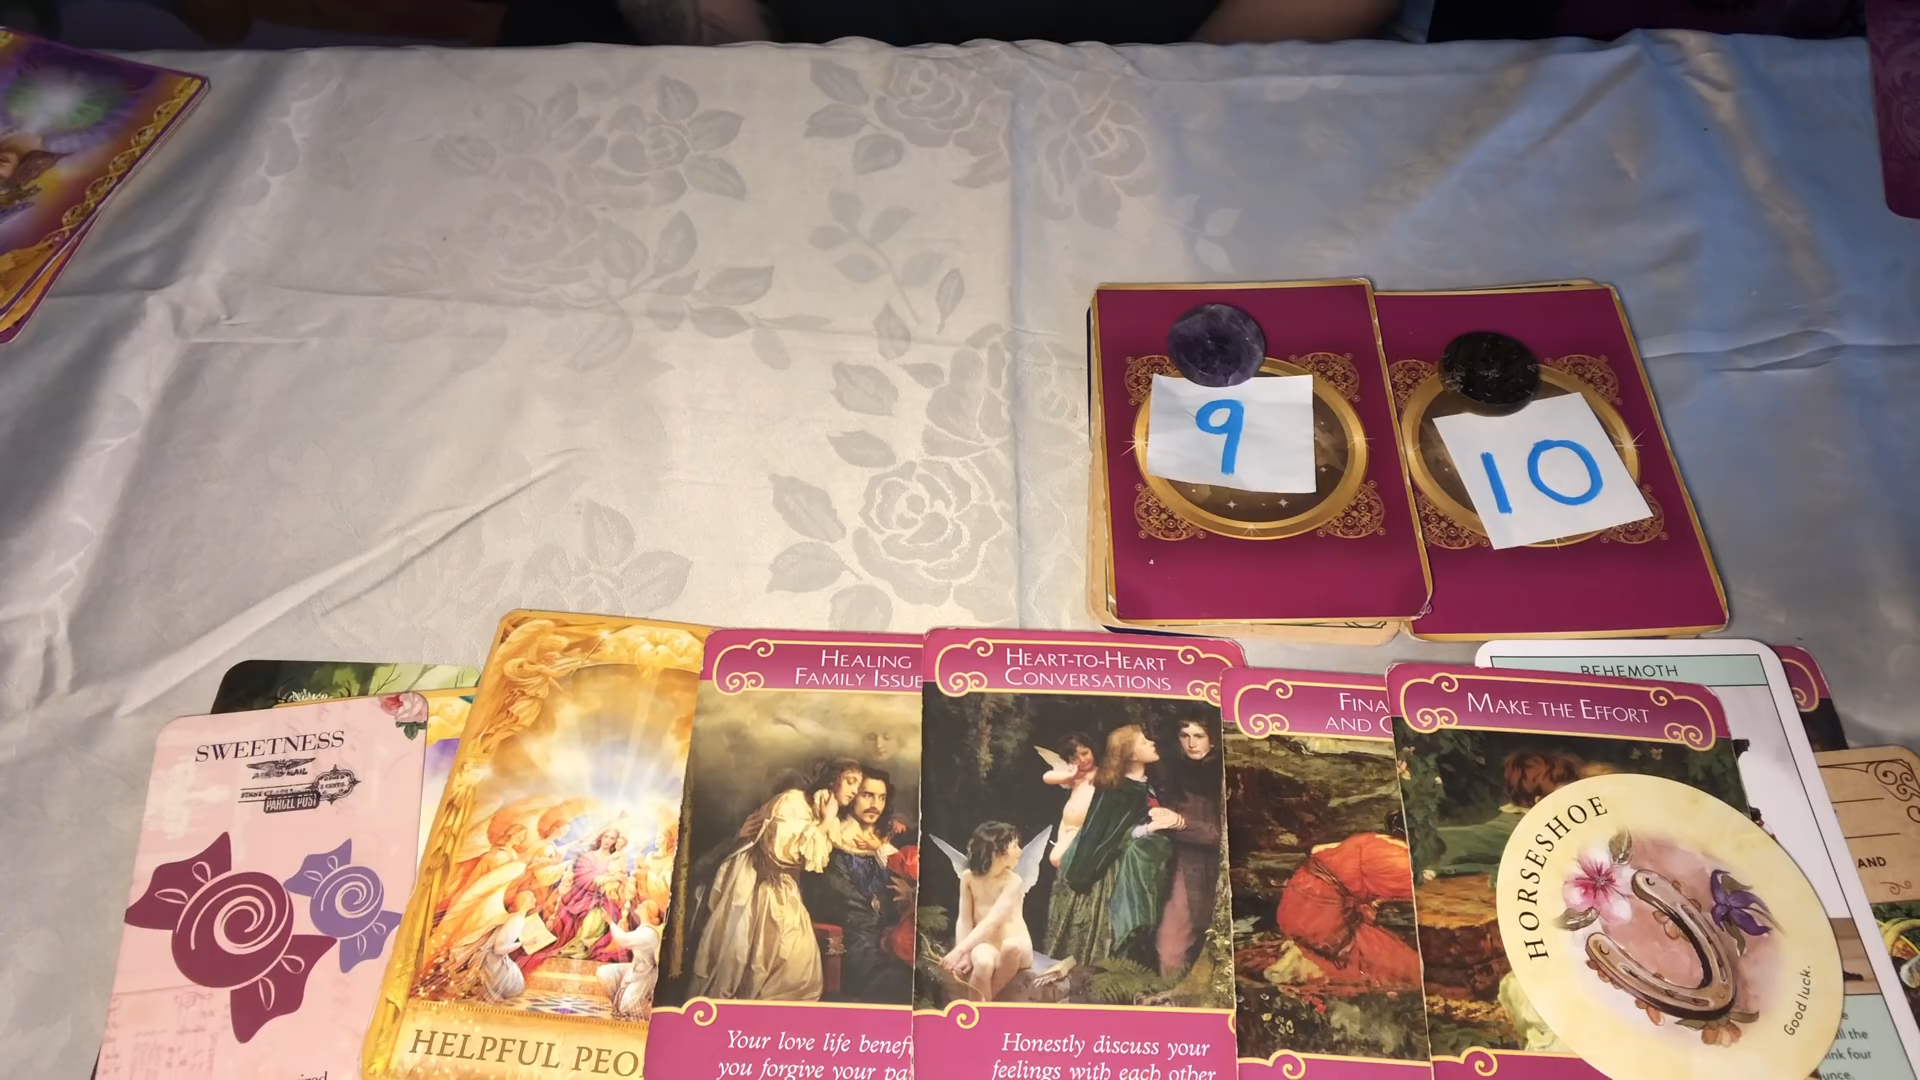 9
10
SWEETNESS
AIR MAIL
PARCEL POST
HELPFUL PEO
Your love life benef
you forgive your pa
HEALING
FAMILY ISSUE
HEART-TO-HEART
CONVERSATIONS
Honestly discuss your
feelings with each other
FINA
AND
MAKE THE EFFORT
HORSESHOE
Good luck.
BEHEMOTH
AND